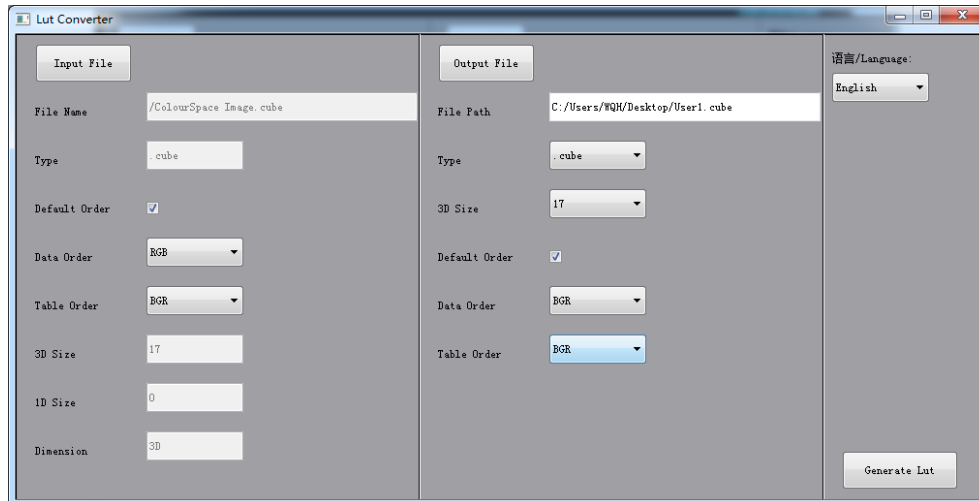 Lut Converter
Input File
File Name /ColourSpace Image.cube
Type .cube
Default Order
Data Order RGB
Table Order BGR
3D Size 17
1D Size 0
Dimension 3D
Output File
File Path C:/Users/WQH/Desktop/User1.cube
Type .cube
3D Size 17
Default Order
Data Order BGR
Table Order BGR
语言/Language:
English
Generate Lut